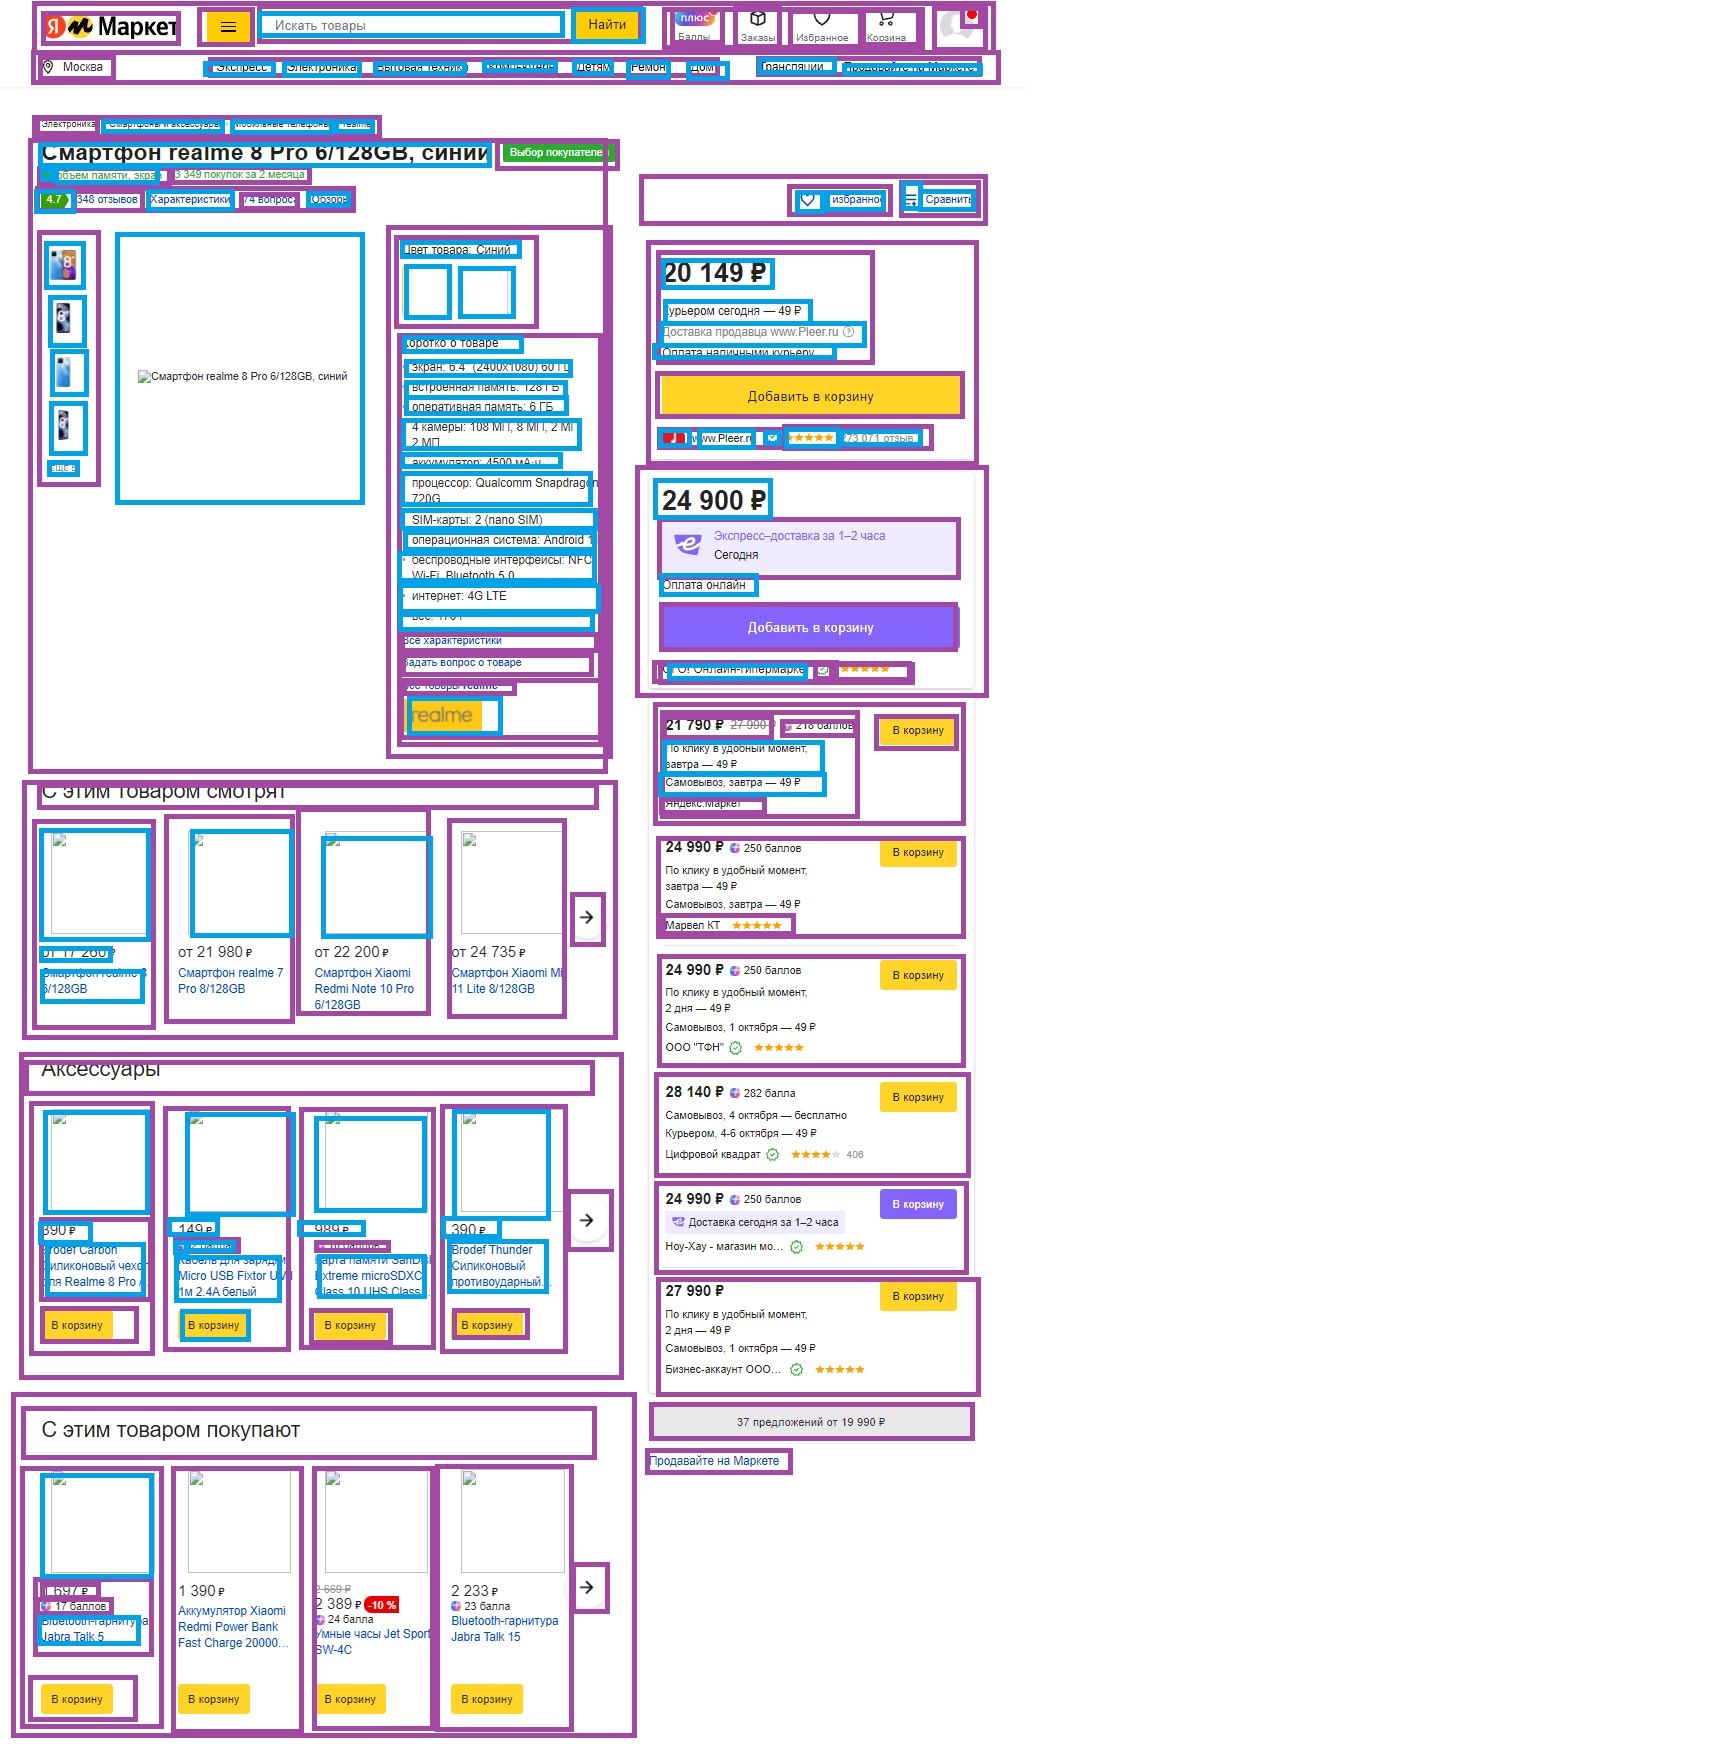 Я Маркет
Искать товары
Найти
плюс
Баллы
Заказы
Избранное
Корзина
Москва
Экспресс
Электроника
Бытовая техника
Компьютеры
Детям
Ремонт
Дом
Трансляции
Продавайте на Маркете
Электроника
Смартфоны и аксессуары
Мобильные телефоны
realme
Смартфон realme 8 Pro 6/128GB, синий
Выбор покупателей
объем памяти, экран
3 349 покупок за 2 месяца
4.7
348 отзывов
Характеристики
74 вопроса
Обзоры
избранное
Сравнить
Смартфон realme 8 Pro 6/128GB, синий
Цвет товара: Синий
Коротко о товаре
экран: 6.4" (2400x1080) 60 Гц
встроенная память: 128 ГБ
оперативная память: 6 ГБ
4 камеры: 108 МП, 8 МП, 2 МП
2 МП
аккумулятор: 4500 мА·ч
процессор: Qualcomm Snapdragon
720G
SIM-карты: 2 (nano SIM)
операционная система: Android 1
беспроводные интерфейсы: NFC
Wi-Fi, Bluetooth 5.0
интернет: 4G LTE
Все характеристики
Задать вопрос о товаре
Все товары realme
realme
20 149 ₽
Курьером сегодня — 49 ₽
Доставка продавца www.Pleer.ru ?
Оплата наличными курьеру
Добавить в корзину
www.Pleer.ru
273 071 отзыв
24 900 ₽
Экспресс–доставка за 1–2 часа
Сегодня
Оплата онлайн
Добавить в корзину
Онлайн-гипермаркет
21 790 ₽ 27 990 ₽ 218 баллов
В корзину
По клику в удобный момент,
завтра — 49 ₽
Самовывоз, завтра — 49 ₽
Яндекс.Маркет
24 990 ₽ 250 баллов
В корзину
По клику в удобный момент,
завтра — 49 ₽
Самовывоз, завтра — 49 ₽
Марвел КТ
24 990 ₽ 250 баллов
В корзину
По клику в удобный момент,
2 дня — 49 ₽
Самовывоз, 1 октября — 49 ₽
ООО "ТФН"
28 140 ₽ 282 балла
В корзину
Самовывоз, 4 октября — бесплатно
Курьером, 4-6 октября — 49 ₽
Цифровой квадрат 406
24 990 ₽ 250 баллов
В корзину
Доставка сегодня за 1–2 часа
Ноу-Хау - магазин мо...
27 990 ₽
В корзину
По клику в удобный момент,
2 дня — 49 ₽
Самовывоз, 1 октября — 49 ₽
Бизнес-аккаунт ООО...
37 предложений от 19 990 ₽
Продавайте на Маркете
С этим товаром смотрят
от 17 260 ₽
Смартфон realme 8
6/128GB
от 21 980 ₽
Смартфон realme 7
Pro 8/128GB
от 22 200 ₽
Смартфон Xiaomi
Redmi Note 10 Pro
6/128GB
от 24 735 ₽
Смартфон Xiaomi Mi
11 Lite 8/128GB
Аксессуары
390 ₽
Brodef Carbon
Силиконовый чехол
для Realme 8 Pro /...
В корзину
149 ₽
2 балла
Кабель для зарядки
Micro USB Fixtor UM1
1м 2.4A белый
В корзину
989 ₽
Карта памяти SanDisk
Extreme microSDXC
Class 10 UHS Class...
В корзину
390 ₽
Brodef Thunder
Силиконовый
противоударный...
В корзину
С этим товаром покупают
1 697 ₽
17 баллов
Bluetooth-гарнитура
Jabra Talk 5
В корзину
1 390 ₽
Аккумулятор Xiaomi
Redmi Power Bank
Fast Charge 20000...
В корзину
2 669 ₽
2 389 ₽ -10 %
24 балла
Умные часы Jet Sport
SW-4C
В корзину
2 233 ₽
23 балла
Bluetooth-гарнитура
Jabra Talk 15
В корзину